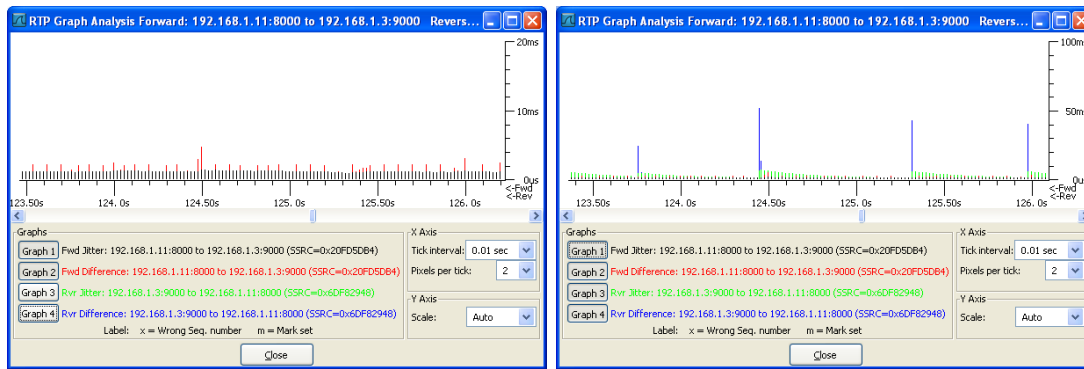 RTP Graph Analysis Forward: 192.168.1.11:8000 to 192.168.1.3:9000 Revers...
20ms
10ms
0us
<-Fwd
<-Rev
123.50s 124.0s 124.50s 125.0s 125.50s 126.0s
Graphs
Graph 1 Fwd Jitter: 192.168.1.11:8000 to 192.168.1.3:9000 (SSRC=0x20FD5DB4)
Graph 2 Fwd Difference: 192.168.1.11:8000 to 192.168.1.3:9000 (SSRC=0x20FD5DB4)
Graph 3 Rvr Jitter: 192.168.1.3:9000 to 192.168.1.11:8000 (SSRC=0x6DF82948)
Graph 4 Rvr Difference: 192.168.1.3:9000 to 192.168.1.11:8000 (SSRC=0x6DF82948)
Label: x = Wrong Seq. number m = Mark set
X Axis
Tick interval: 0.01 sec
Pixels per tick: 2
Y Axis
Scale: Auto
Close
RTP Graph Analysis Forward: 192.168.1.11:8000 to 192.168.1.3:9000 Revers...
100ms
50ms
0us
<-Fwd
<-Rev
123.50s 124.0s 124.50s 125.0s 125.50s 126.0s
Graphs
Graph 1 Fwd Jitter: 192.168.1.11:8000 to 192.168.1.3:9000 (SSRC=0x20FD5DB4)
Graph 2 Fwd Difference: 192.168.1.11:8000 to 192.168.1.3:9000 (SSRC=0x20FD5DB4)
Graph 3 Rvr Jitter: 192.168.1.3:9000 to 192.168.1.11:8000 (SSRC=0x6DF82948)
Graph 4 Rvr Difference: 192.168.1.3:9000 to 192.168.1.11:8000 (SSRC=0x6DF82948)
Label: x = Wrong Seq. number m = Mark set
X Axis
Tick interval: 0.01 sec
Pixels per tick: 2
Y Axis
Scale: Auto
Close